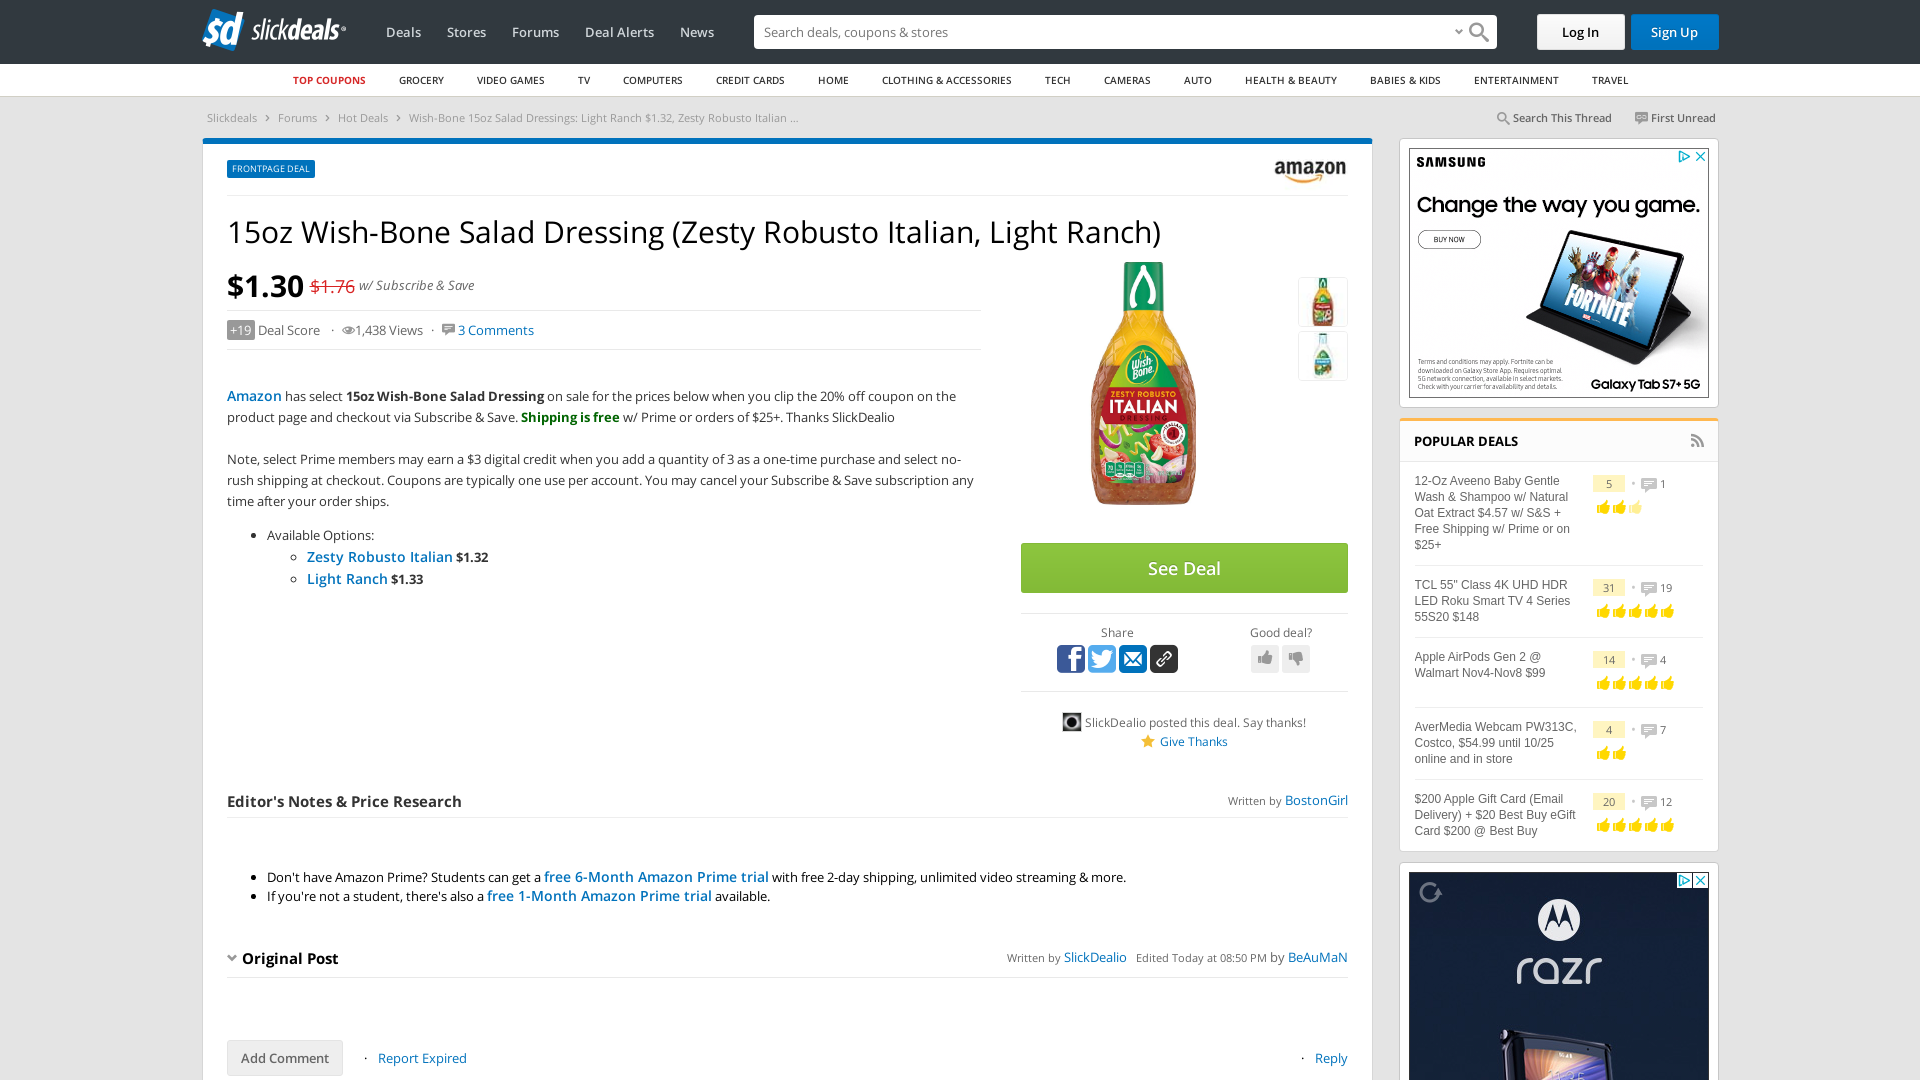 sd slickdeals
Deals
Stores
Forums
Deal Alerts
News
Search deals, coupons & stores
Log In
Sign Up
TOP COUPONS
GROCERY
VIDEO GAMES
TV
COMPUTERS
CREDIT CARDS
HOME
CLOTHING & ACCESSORIES
TECH
CAMERAS
AUTO
HEALTH & BEAUTY
BABIES & KIDS
ENTERTAINMENT
TRAVEL
Slickdeals › Forums › Hot Deals › Wish-Bone 15oz Salad Dressings: Light Ranch $1.32, Zesty Robusto Italian ...
Search This Thread
First Unread
FRONTPAGE DEAL
amazon
15oz Wish-Bone Salad Dressing (Zesty Robusto Italian, Light Ranch)
$1.30 $1.76 w/ Subscribe & Save
+19 Deal Score · 1,438 Views · 3 Comments
Amazon has select 15oz Wish-Bone Salad Dressing on sale for the prices below when you clip the 20% off coupon on the
product page and checkout via Subscribe & Save. Shipping is free w/ Prime or orders of $25+. Thanks SlickDealio
Note, select Prime members may earn a $3 digital credit when you add a quantity of 3 as a one-time purchase and select no-
rush shipping at checkout. Coupons are typically one use per account. You may cancel your Subscribe & Save subscription any
time after your order ships.
Available Options:
Zesty Robusto Italian $1.32
Light Ranch $1.33
Wish-Bone
ZESTY ROBUSTO
ITALIAN
DRESSING
See Deal
Share
Good deal?
SlickDealio posted this deal. Say thanks!
Give Thanks
Editor's Notes & Price Research
Written by BostonGirl
Don't have Amazon Prime? Students can get a free 6-Month Amazon Prime trial with free 2-day shipping, unlimited video streaming & more.
If you're not a student, there's also a free 1-Month Amazon Prime trial available.
Original Post
Written by SlickDealio Edited Today at 08:50 PM by BeAuMaN
Add Comment
· Report Expired
· Reply
SAMSUNG
Change the way you game.
BUY NOW
FORTNITE
Terms and conditions may apply. Fortnite can be
downloaded on Galaxy Store App. Requires optimal
5G network connection, available in select markets.
Check with your carrier for availability and details.
Galaxy Tab S7+ 5G
POPULAR DEALS
12-Oz Aveeno Baby Gentle
Wash & Shampoo w/ Natural
Oat Extract $4.57 w/ S&S +
Free Shipping w/ Prime or on
$25+
5 • 1
TCL 55" Class 4K UHD HDR
LED Roku Smart TV 4 Series
55S20 $148
31 • 19
Apple AirPods Gen 2 @
Walmart Nov4-Nov8 $99
14 • 4
AverMedia Webcam PW313C,
Costco, $54.99 until 10/25
online and in store
4 • 7
$200 Apple Gift Card (Email
Delivery) + $20 Best Buy eGift
Card $200 @ Best Buy
20 • 12
razr